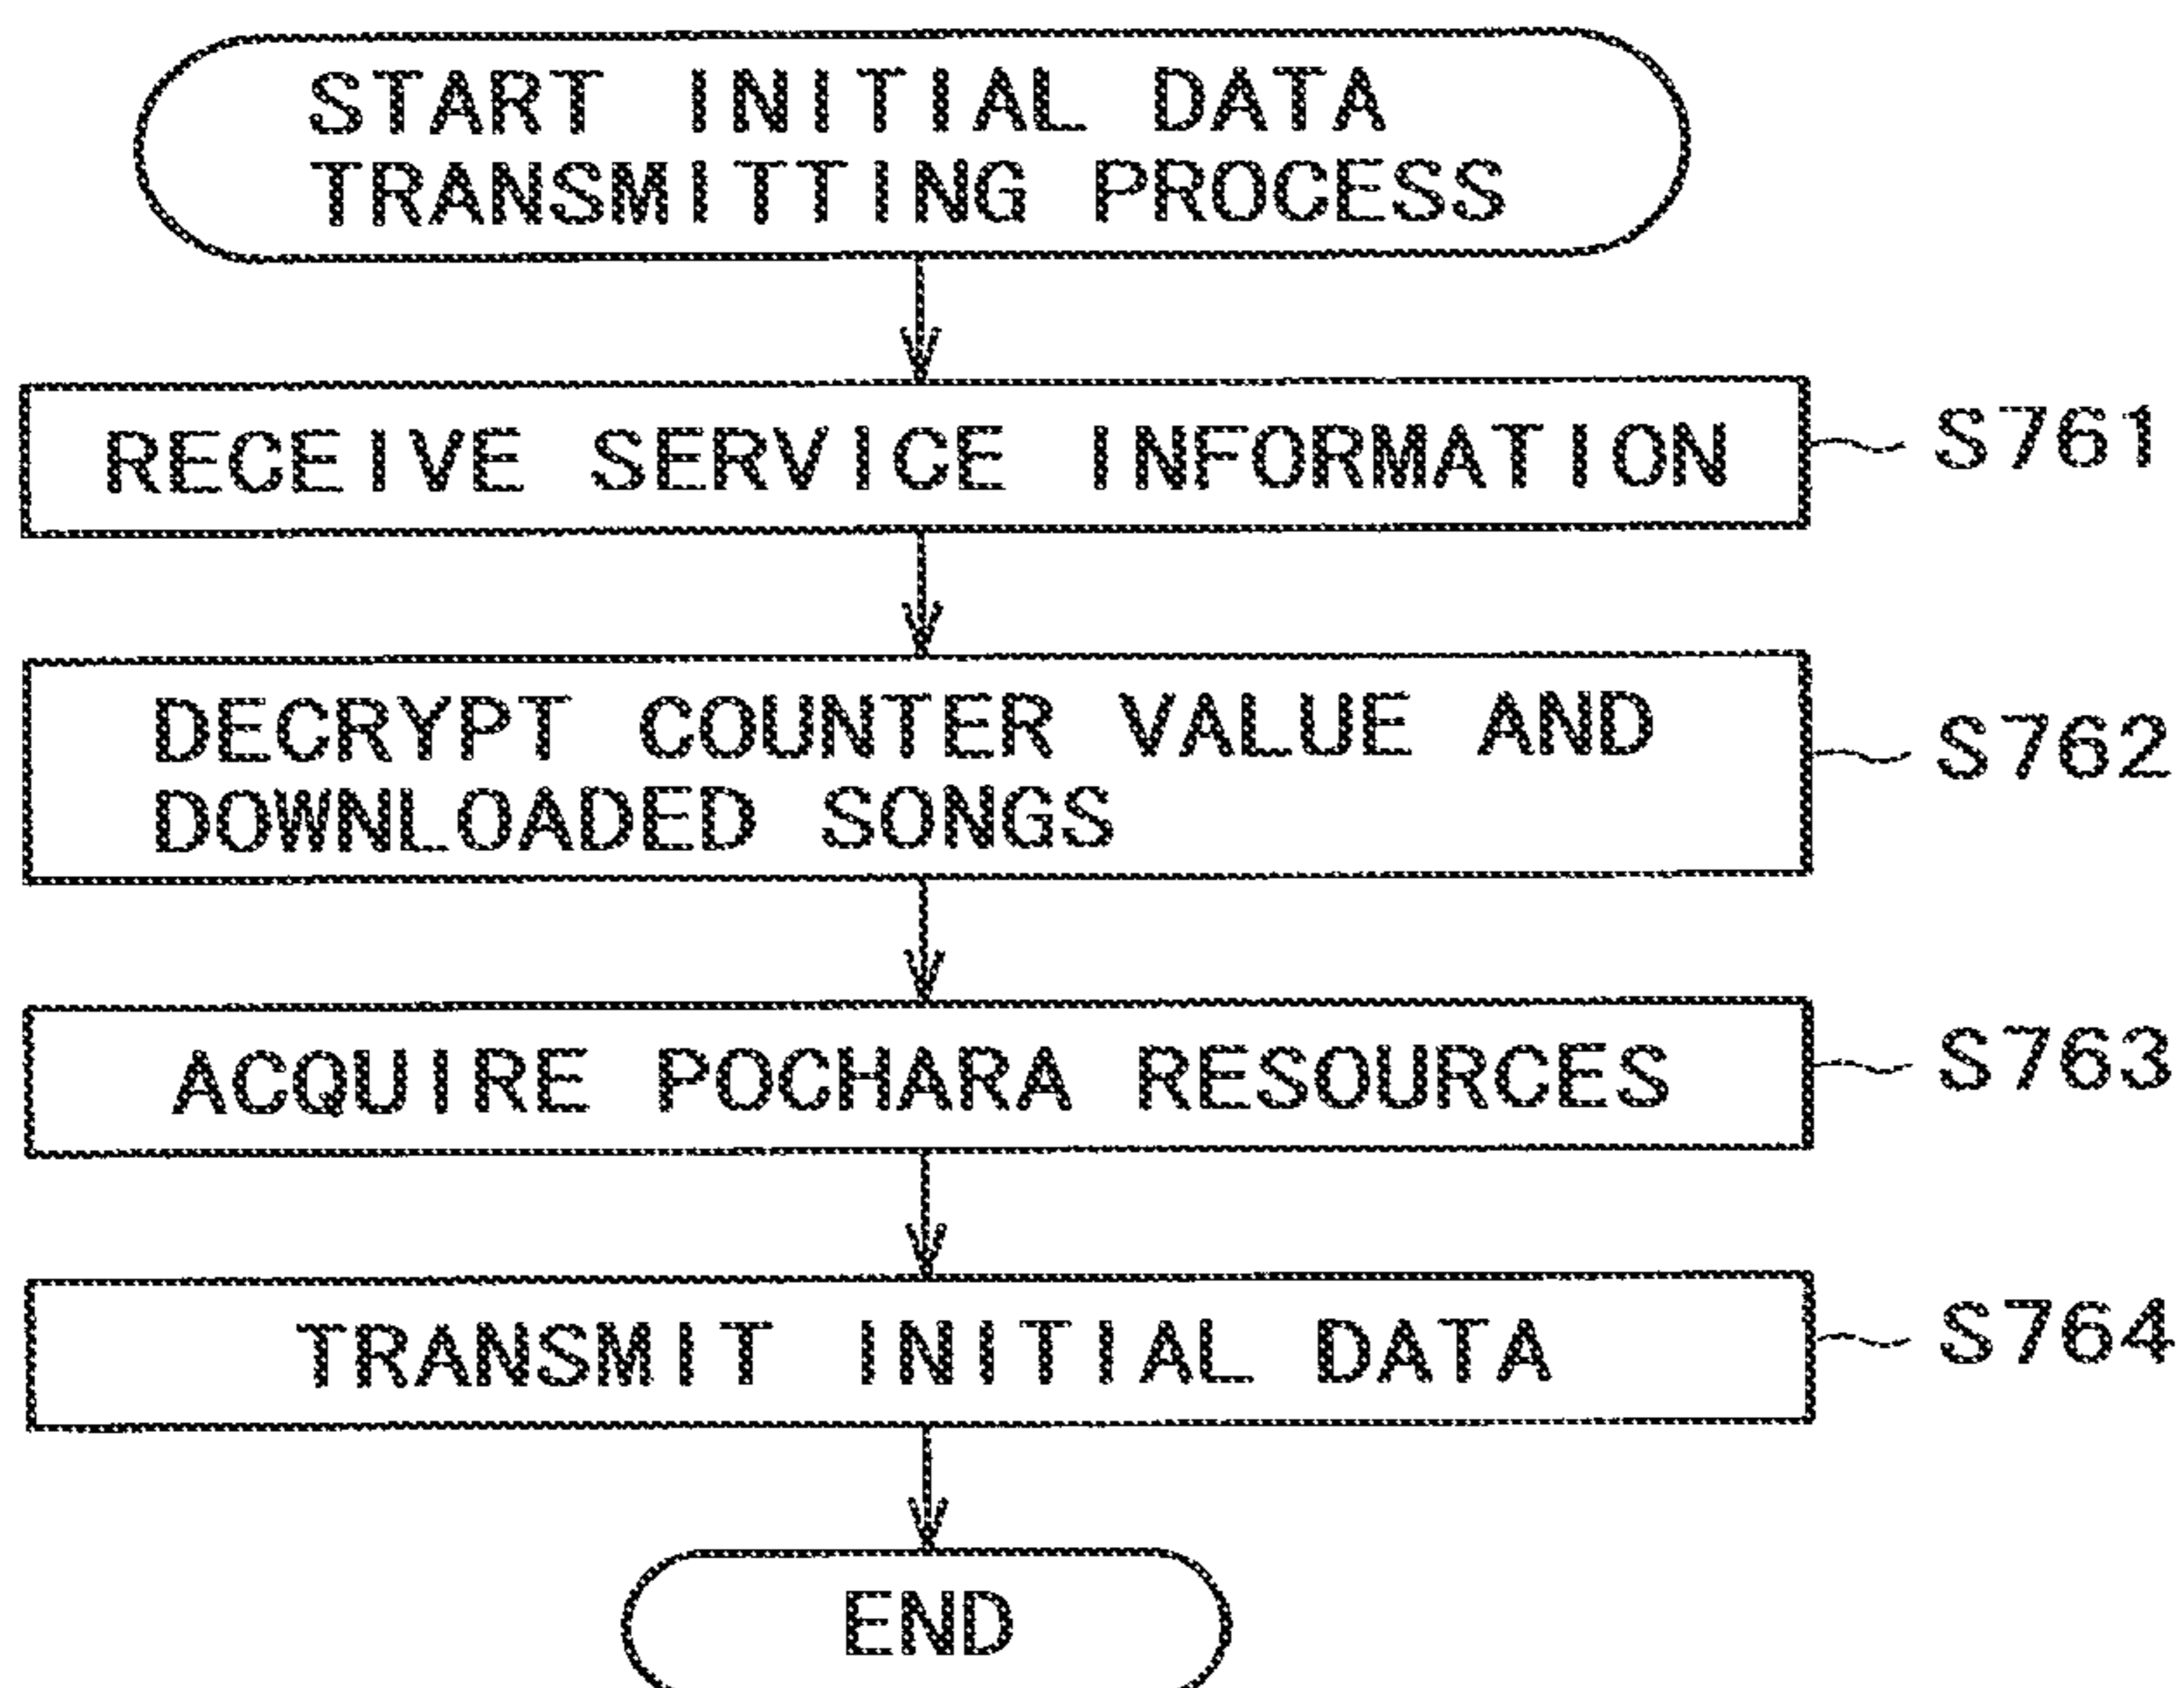 START INITIAL DATA
TRANSMITTING PROCESS
RECEIVE SERVICE INFORMATION
S761
DECRYPT COUNTER VALUE AND
DOWNLOADED SONGS
S762
ACQUIRE POCHARA RESOURCES
S763
TRANSMIT INITIAL DATA
S764
END